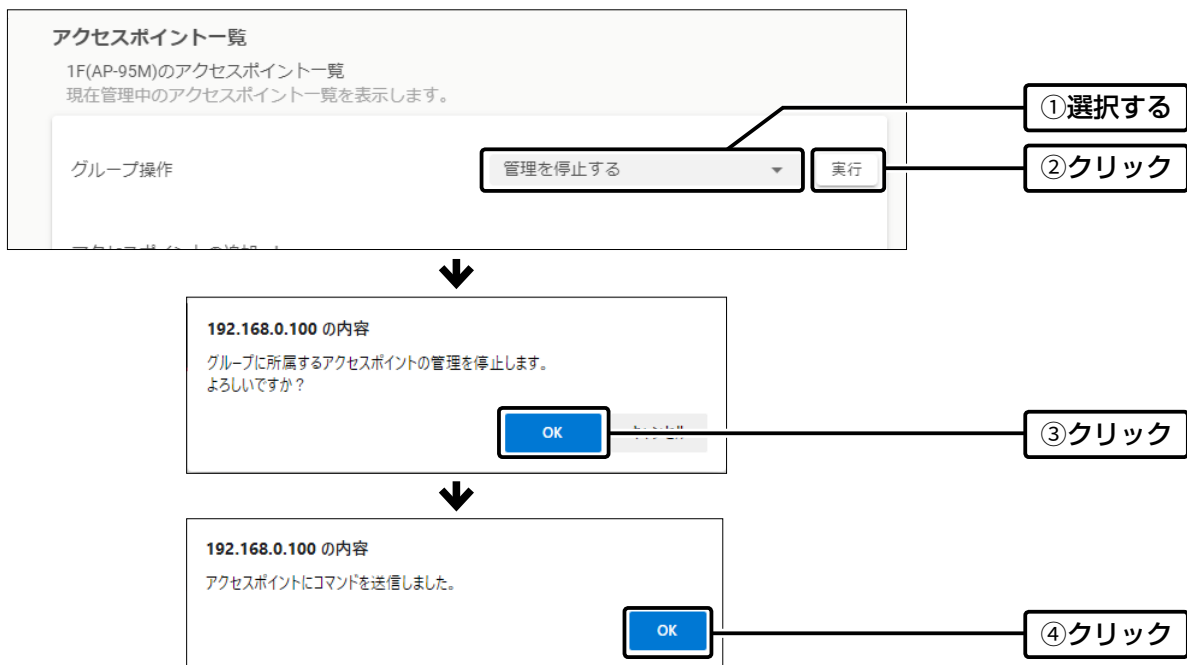 アクセスポイント一覧
1F(AP-95M)のアクセスポイント一覧
現在管理中のアクセスポイント一覧を表示します。
①選択する
グループ操作
管理を停止する
実行
②クリック
192.168.0.100 の内容
グループに所属するアクセスポイントの管理を停止します。
よろしいですか？
OK
③クリック
192.168.0.100 の内容
アクセスポイントにコマンドを送信しました。
OK
④クリック